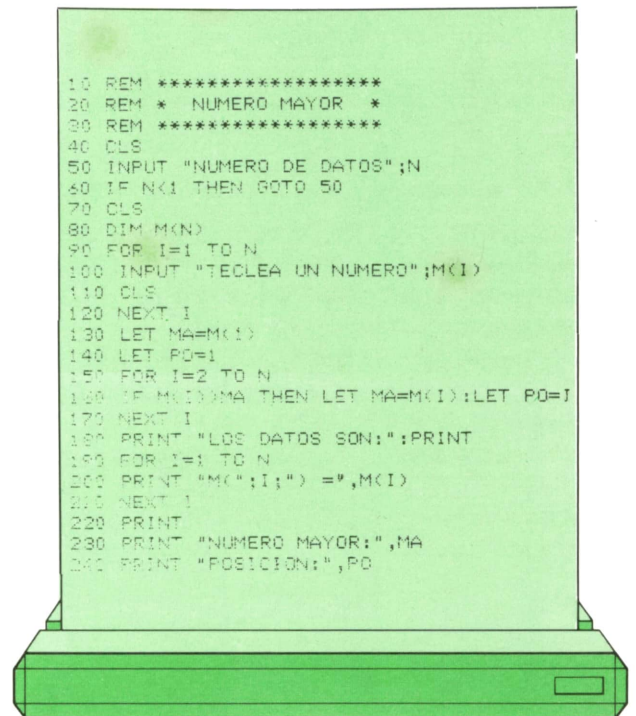 10 REM ******************
20 REM *  NUMERO MAYOR  *
30 REM ******************
40 CLS
50 INPUT "NUMERO DE DATOS";N
60 IF N<1 THEN GOTO 50
70 CLS
80 DIM M(N)
90 FOR I=1 TO N
100 INPUT "TECLEA UN NUMERO";M(I)
110 CLS
120 NEXT I
130 LET MA=M(1)
140 LET PO=1
150 FOR I=2 TO N
160 IF M(I)>MA THEN LET MA=M(I):LET PO=I
170 NEXT I
180 PRINT "LOS DATOS SON:":PRINT
190 FOR I=1 TO N
200 PRINT "M(";I;") =",M(I)
210 NEXT I
220 PRINT
230 PRINT "NUMERO MAYOR:",MA
240 PRINT "POSICION:",PO